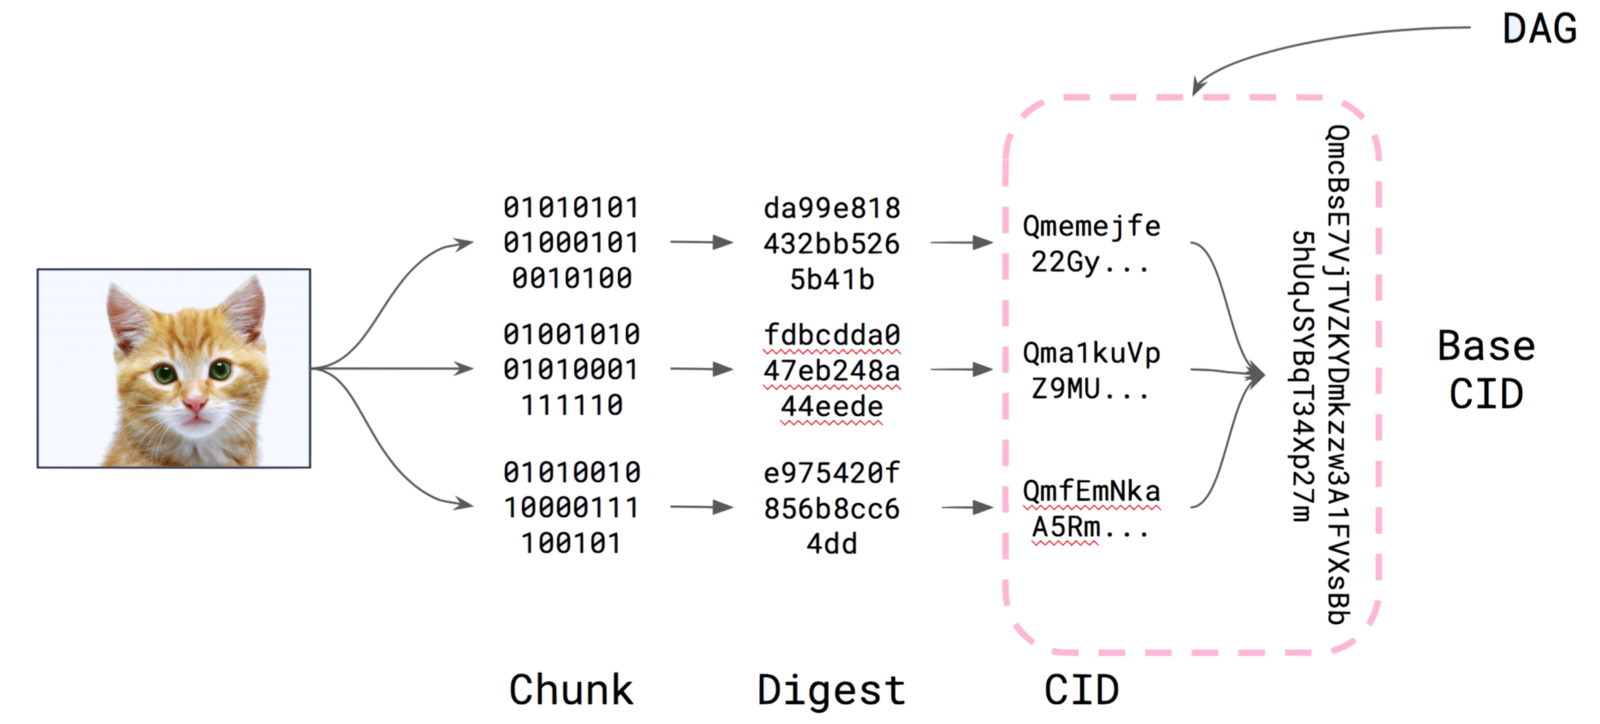 DAG
01010101
01000101
0010100
da99e818
432bb526
5b41b
Qmemejfe
22Gy...
01001010
01010001
111110
fdbcdda0
47eb248a
44eede
Qma1kuVp
Z9MU...
01010010
10000111
100101
e975420f
856b8cc6
4dd
QmfEmNka
A5Rm...
QmcBsE7VjTVZkYDmkzzw3A1FVXsBb
5hUqJSYBqT34Xp27m
Base
CID
Chunk
Digest
CID